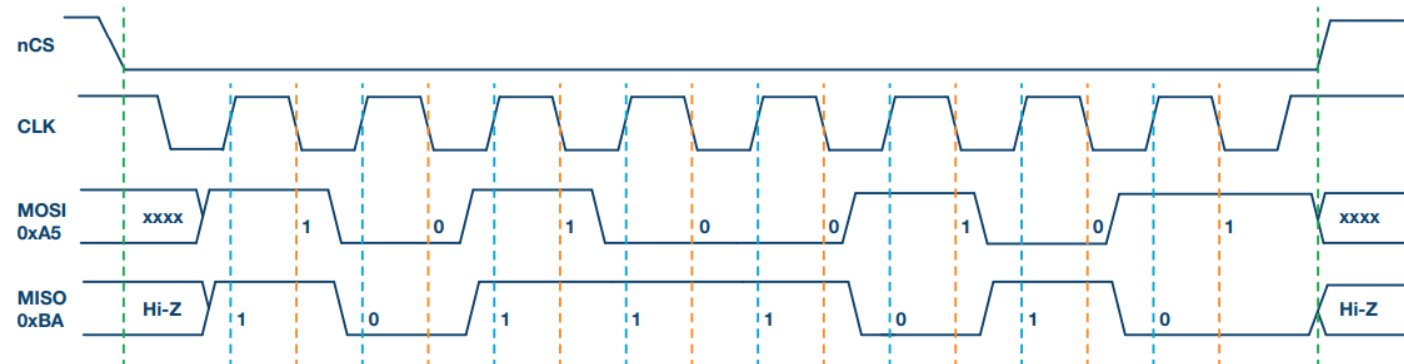 nCS
CLK
MOSI
0xA5
xxxx 1 0 1 0 0 1 0 1 xxxx
MISO
0xBA
Hi-Z 1 0 1 1 1 0 1 0 Hi-Z